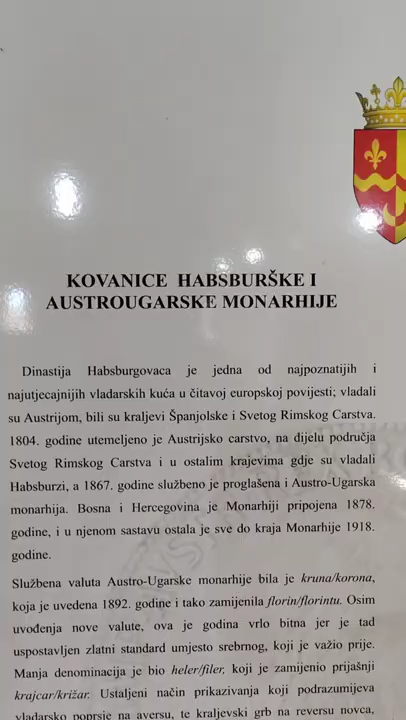 KOVANICE HABSBURŠKE I
AUSTROUGARSKE MONARHIJE
Dinastija Habsburgovaca je jedna od najpoznatijih i
najutjecajnijih vladarskih kuća u čitavoj europskoj povijesti; vladali
su Austrijom, bili su kraljevi Španjolske i Svetog Rimskog Carstva.
1804. godine utemeljeno je Austrijsko carstvo, na dijelu područja
Svetog Rimskog Carstva i u ostalim krajevima gdje su vladali
Habsburzi, a 1867. godine službeno je proglašena i Austro-Ugarska
monarhija. Bosna i Hercegovina je Monarhiji pripojena 1878.
godine, i u njenom sastavu ostala je sve do kraja Monarhije 1918.
godine.
Službena valuta Austro-Ugarske monarhije bila je kruna/korona,
koja je uvedena 1892. godine i tako zamijenila florin/florintu. Osim
uvođenja nove valute, ova je godina vrlo bitna jer je tad
uspostavljen zlatni standard umjesto srebrnog, koji je važio prije.
Manja denominacija je bio heler/filer, koji je zamijenio prijašnji
krajcar/križar. Ustaljeni način prikazivanja koji podrazumijeva
vladarsko poprsje na aversu, te kraljevski grb na reversu novca,